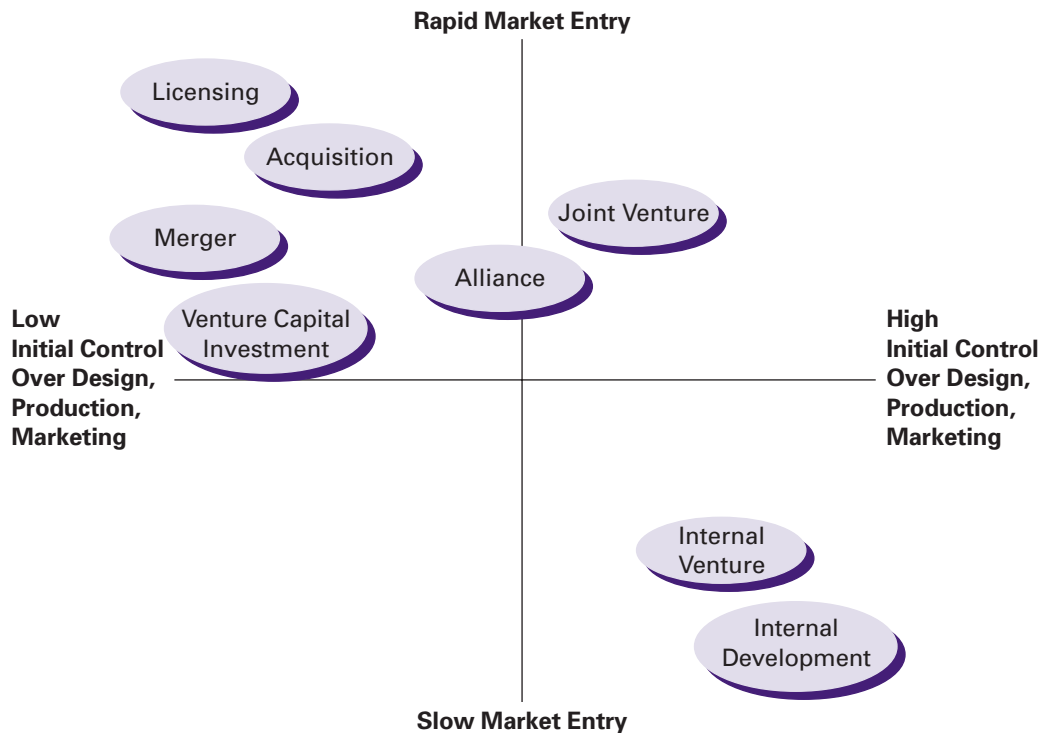 Rapid Market Entry
Licensing
Acquisition
Joint Venture
Merger
Alliance
Venture Capital
Investment
Low
Initial Control
Over Design,
Production,
Marketing
High
Initial Control
Over Design,
Production,
Marketing
Internal
Venture
Internal
Development
Slow Market Entry